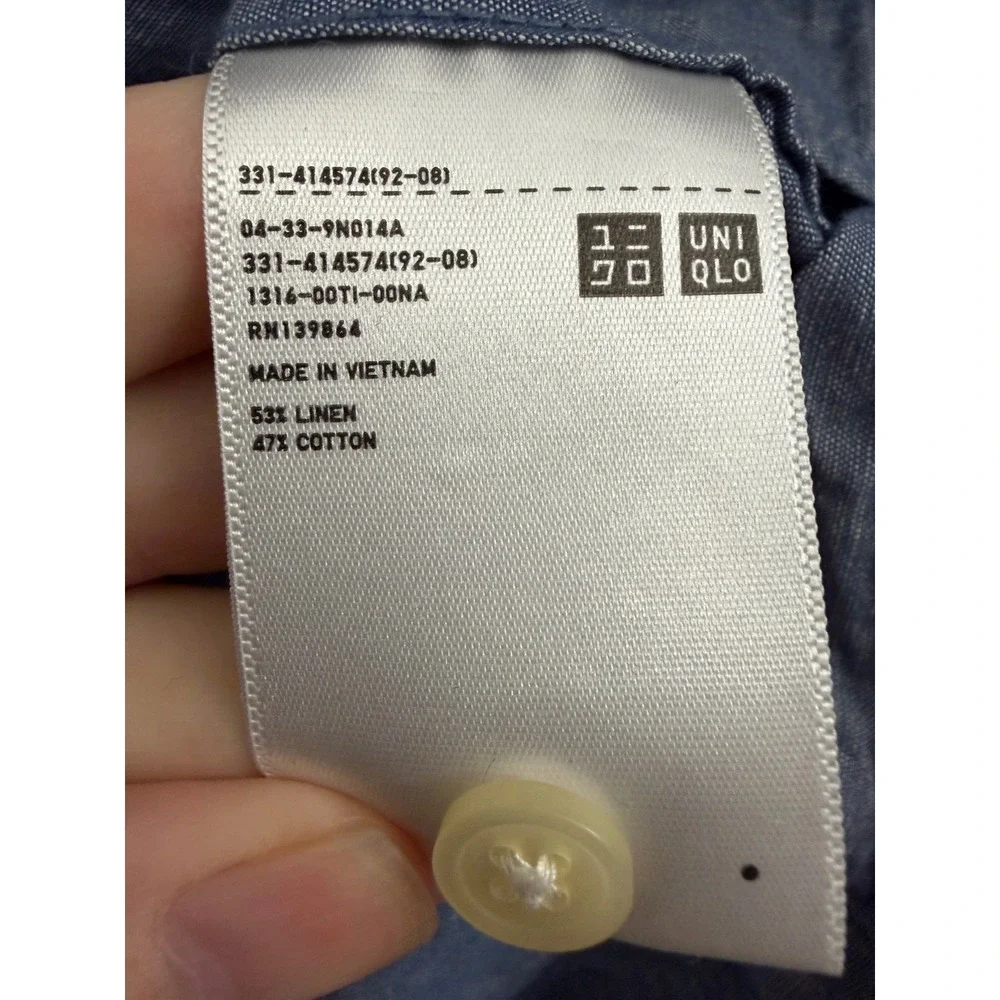 331-414574(92-08)
04-33-9N014A
331-414574(92-08)
1316-00TI-00NA
RN139864
MADE IN VIETNAM
53% LINEN
47% COTTON
ユニ
クロ
UNI
QLO